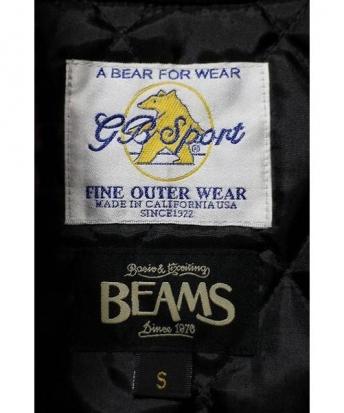 A BEAR FOR WEAR
GB Sport®
FINE OUTER WEAR
MADE IN CALIFORNIA USA
SINCE 1922
Basic & Exciting
BEAMS
Since 1976
S